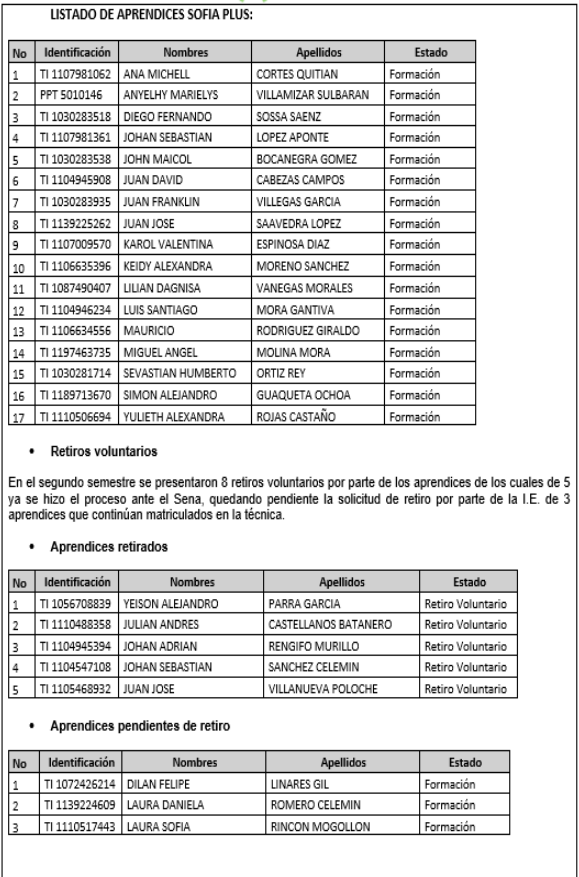 LISTADO DE APRENDICES SOFIA PLUS:
No Identificación Nombres Apellidos Estado
1 TI 1107981062 ANA MICHELL CORTES QUITIAN Formación
2 PPT 5010146 ANYELHY MARIELYS VILLAMIZAR SULBARAN Formación
3 TI 1030283518 DIEGO FERNANDO SOSSA SAENZ Formación
4 TI 1107981361 JOHAN SEBASTIAN LOPEZ APONTE Formación
5 TI 1030283538 JOHN MAICOL BOCANEGRA GOMEZ Formación
6 TI 1104945908 JUAN DAVID CABEZAS CAMPOS Formación
7 TI 1030283935 JUAN FRANKLIN VILLEGAS GARCIA Formación
8 TI 1139225262 JUAN JOSE SAAVEDRA LOPEZ Formación
9 TI 1107009570 KAROL VALENTINA ESPINOSA DIAZ Formación
10 TI 1106635396 KEIDY ALEXANDRA MORENO SANCHEZ Formación
11 TI 1087490407 LILIAN DAGNISA VANEGAS MORALES Formación
12 TI 1104946234 LUIS SANTIAGO MORA GANTIVA Formación
13 TI 1106634556 MAURICIO RODRIGUEZ GIRALDO Formación
14 TI 1197463735 MIGUEL ANGEL MOLINA MORA Formación
15 TI 1030281714 SEVASTIAN HUMBERTO ORTIZ REY Formación
16 TI 1189713670 SIMON ALEJANDRO GUAQUETA OCHOA Formación
17 TI 1110506694 YULIETH ALEXANDRA ROJAS CASTAÑO Formación
• Retiros voluntarios
En el segundo semestre se presentaron 8 retiros voluntarios por parte de los aprendices de los cuales de 5
ya se hizo el proceso ante el Sena, quedando pendiente la solicitud de retiro por parte de la I.E. de 3
aprendices que continúan matriculados en la técnica.
• Aprendices retirados
No Identificación Nombres Apellidos Estado
1 TI 1056708839 YEISON ALEJANDRO PARRA GARCIA Retiro Voluntario
2 TI 1110488358 JULIAN ANDRES CASTELLANOS BATANERO Retiro Voluntario
3 TI 1104945394 JOHAN ADRIAN RENGIFO MURILLO Retiro Voluntario
4 TI 1104547108 JOHAN SEBASTIAN SANCHEZ CELEMIN Retiro Voluntario
5 TI 1105468932 JUAN JOSE VILLANUEVA POLOCHE Retiro Voluntario
• Aprendices pendientes de retiro
No Identificación Nombres Apellidos Estado
1 TI 1072426214 DILAN FELIPE LINARES GIL Formación
2 TI 1139224609 LAURA DANIELA ROMERO CELEMIN Formación
3 TI 1110517443 LAURA SOFIA RINCON MOGOLLON Formación